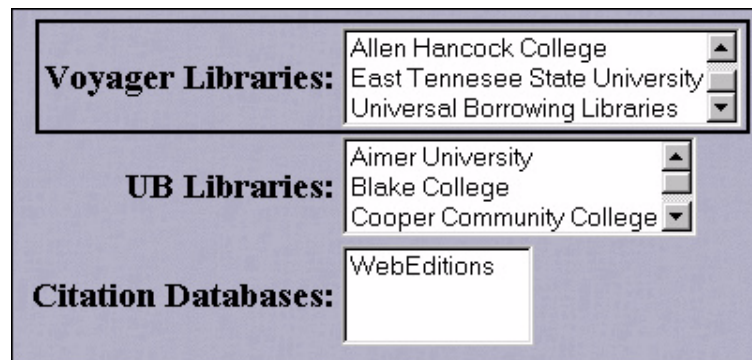 Voyager Libraries:
Allen Hancock College
East Tennesee State University
Universal Borrowing Libraries
UB Libraries:
Aimer University
Blake College
Cooper Community College
Citation Databases:
WebEditions